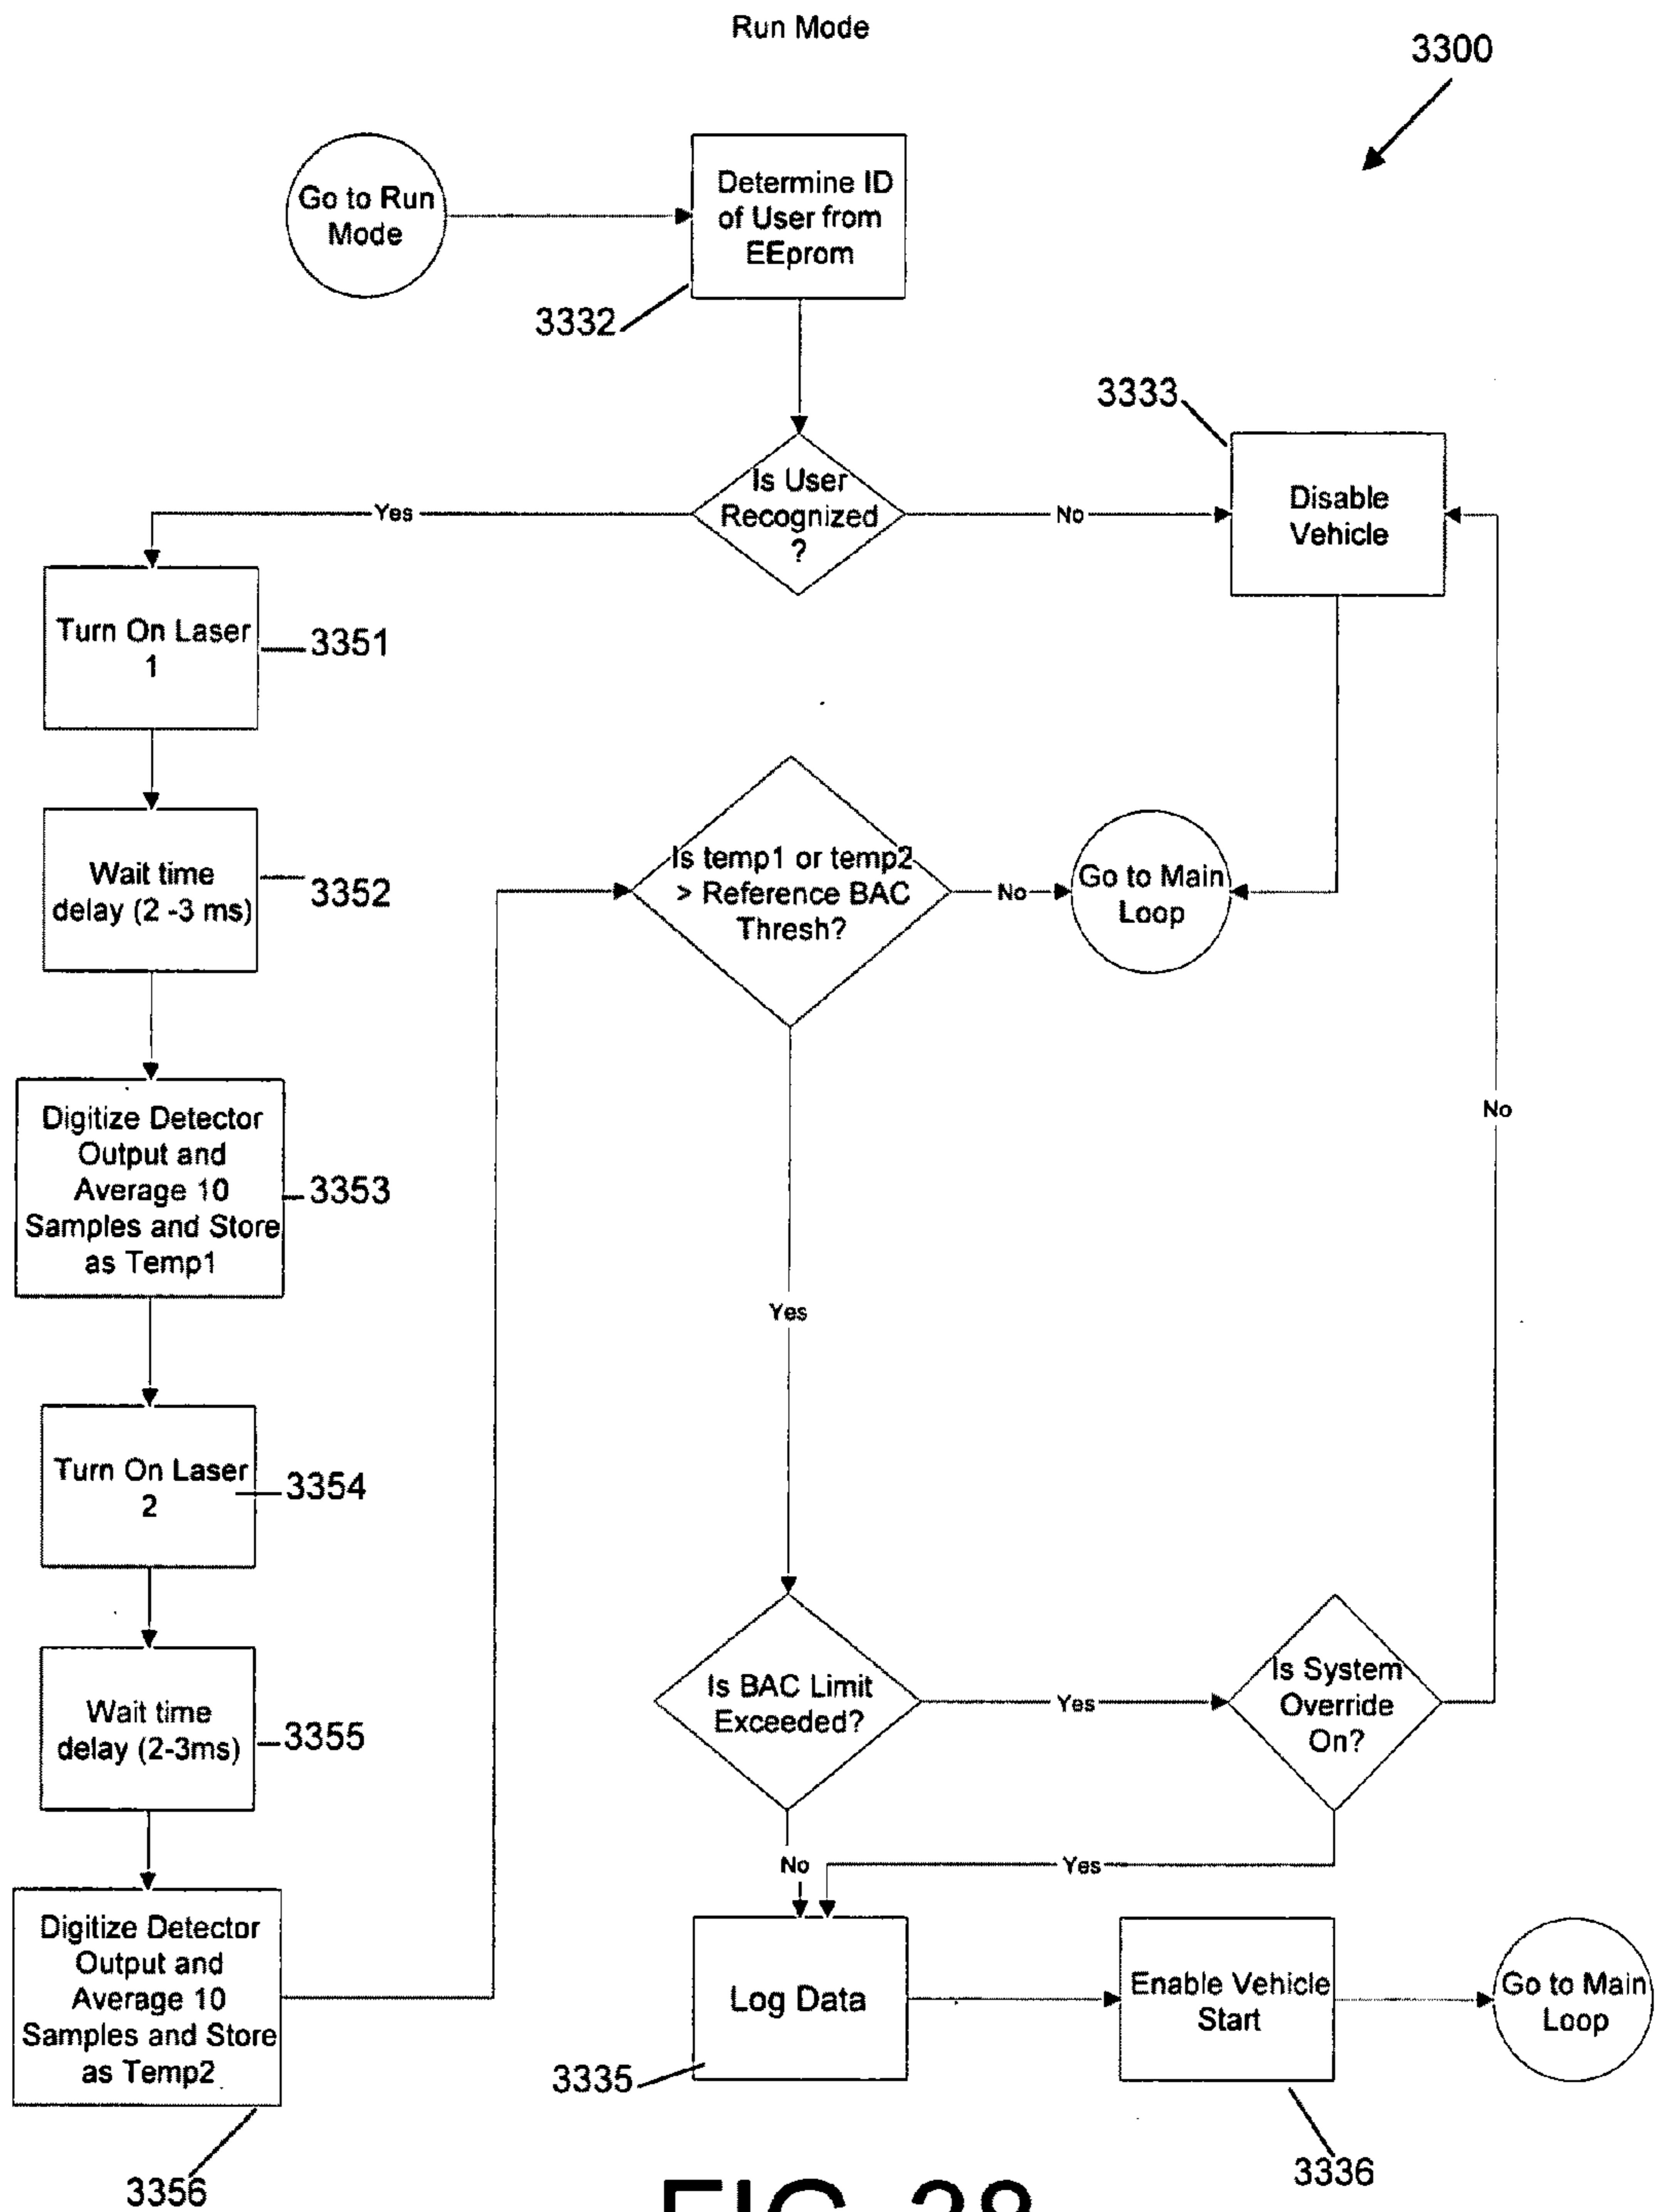 Run Mode
3300
Go to Run
Mode
Determine ID
of User from
EEprom
3332
3333
Is User
Recognized
?
Yes
No
Disable
Vehicle
Turn On Laser
1
3351
Wait time
delay (2 -3 ms)
3352
Is temp1 or temp2
> Reference BAC
Thresh?
No
Go to Main
Loop
Digitize Detector
Output and
Average 10
Samples and Store
as Temp1
3353
No
Yes
Turn On Laser
2
3354
Wait time
delay (2-3ms)
3355
Is BAC Limit
Exceeded?
Yes
Is System
Override
On?
No
Yes
Digitize Detector
Output and
Average 10
Samples and Store
as Temp2
3356
Log Data
3335
Enable Vehicle
Start
3336
Go to Main
Loop
FIG. 38